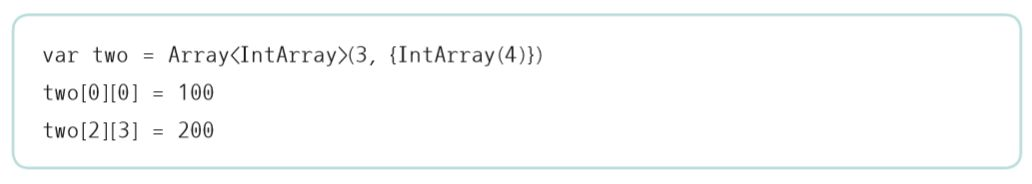 var two = Array<IntArray>(3, {IntArray(4)})
two[0][0] = 100
two[2][3] = 200